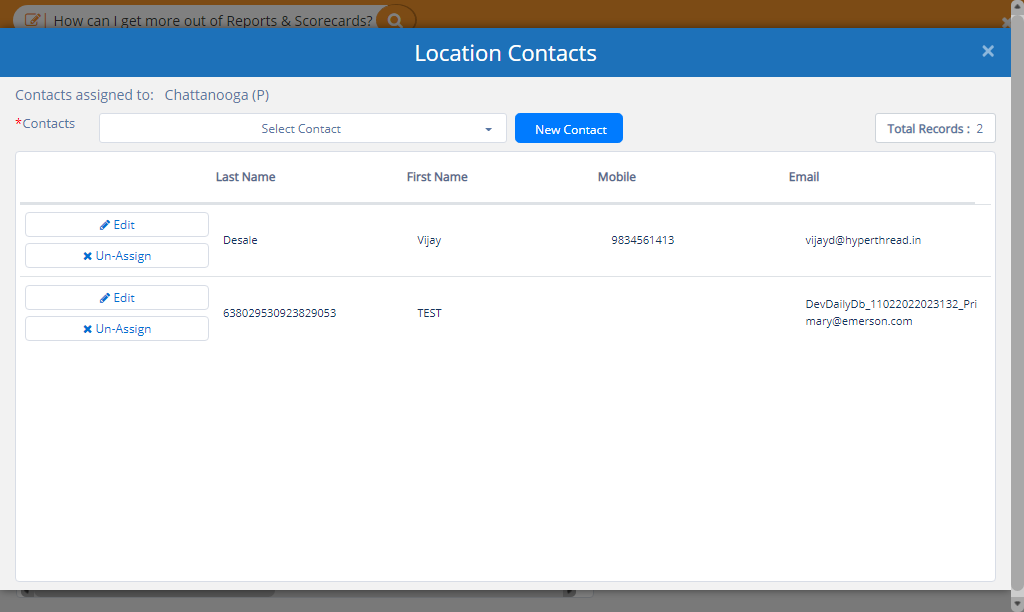 How can I get more out of Reports & Scorecards?
Location Contacts
Contacts assigned to: Chattanooga (P)
*Contacts
Select Contact
New Contact
Total Records : 2
Last Name First Name Mobile Email
Edit
Un-Assign
Desale Vijay 9834561413 vijayd@hyperthread.in
Edit
Un-Assign
638029530923829053 TEST
DevDailyDb_11022022023132_Pri
mary@emerson.com